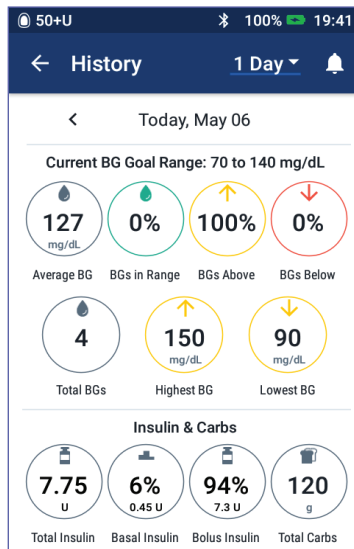 50+U 100% 19:41
History 1 Day
Today, May 06
Current BG Goal Range: 70 to 140 mg/dL
127 0% 100% 0%
mg/dL
Average BG BGs in Range BGs Above BGs Below
4 150 90
mg/dL mg/dL
Total BGs Highest BG Lowest BG
Insulin & Carbs
7.75 6% 94% 120
U 0.45 U 7.3 U g
Total Insulin Basal Insulin Bolus Insulin Total Carbs